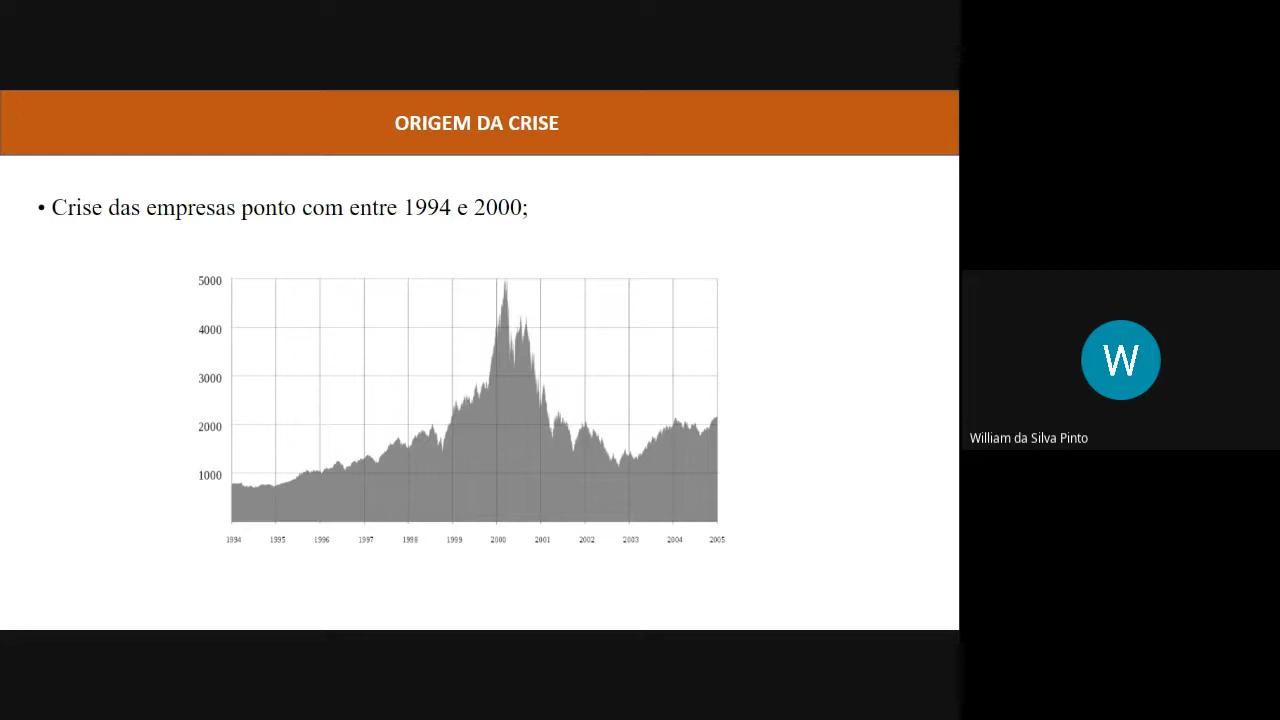 ORIGEM DA CRISE
• Crise das empresas ponto com entre 1994 e 2000;
5000
4000
3000
2000
1000
1994 1995 1996 1997 1998 1999 2000 2001 2002 2003 2004 2005
W
William da Silva Pinto